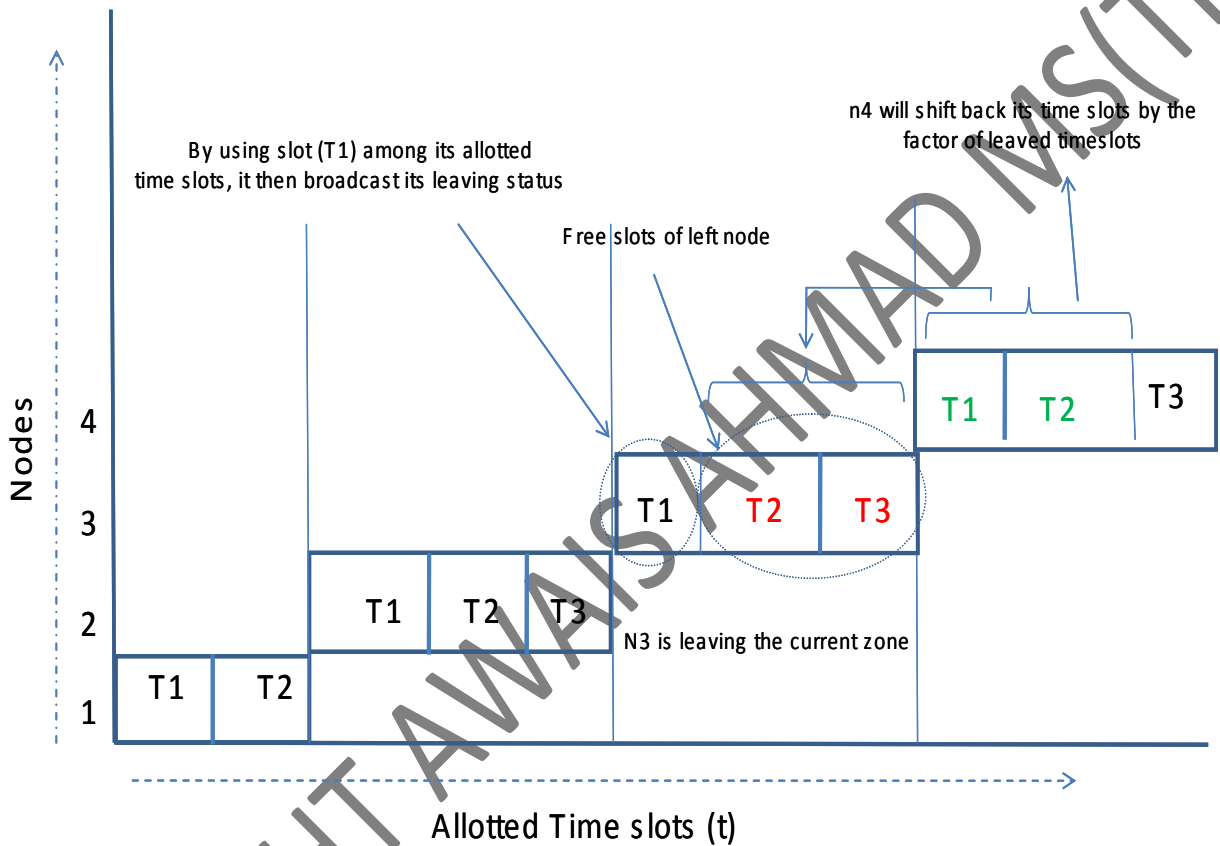 n4 will shift back its time slots by the
factor of leaved timeslots
By using slot (T1) among its allotted
time slots, it then broadcast its leaving status
Free slots of left node
Nodes
4
T1 T2 T3
3
T1 T2 T3
2
T1 T2 T3
N3 is leaving the current zone
1
T1 T2
Allotted Time slots (t)
AWAIS AHMAD MS(